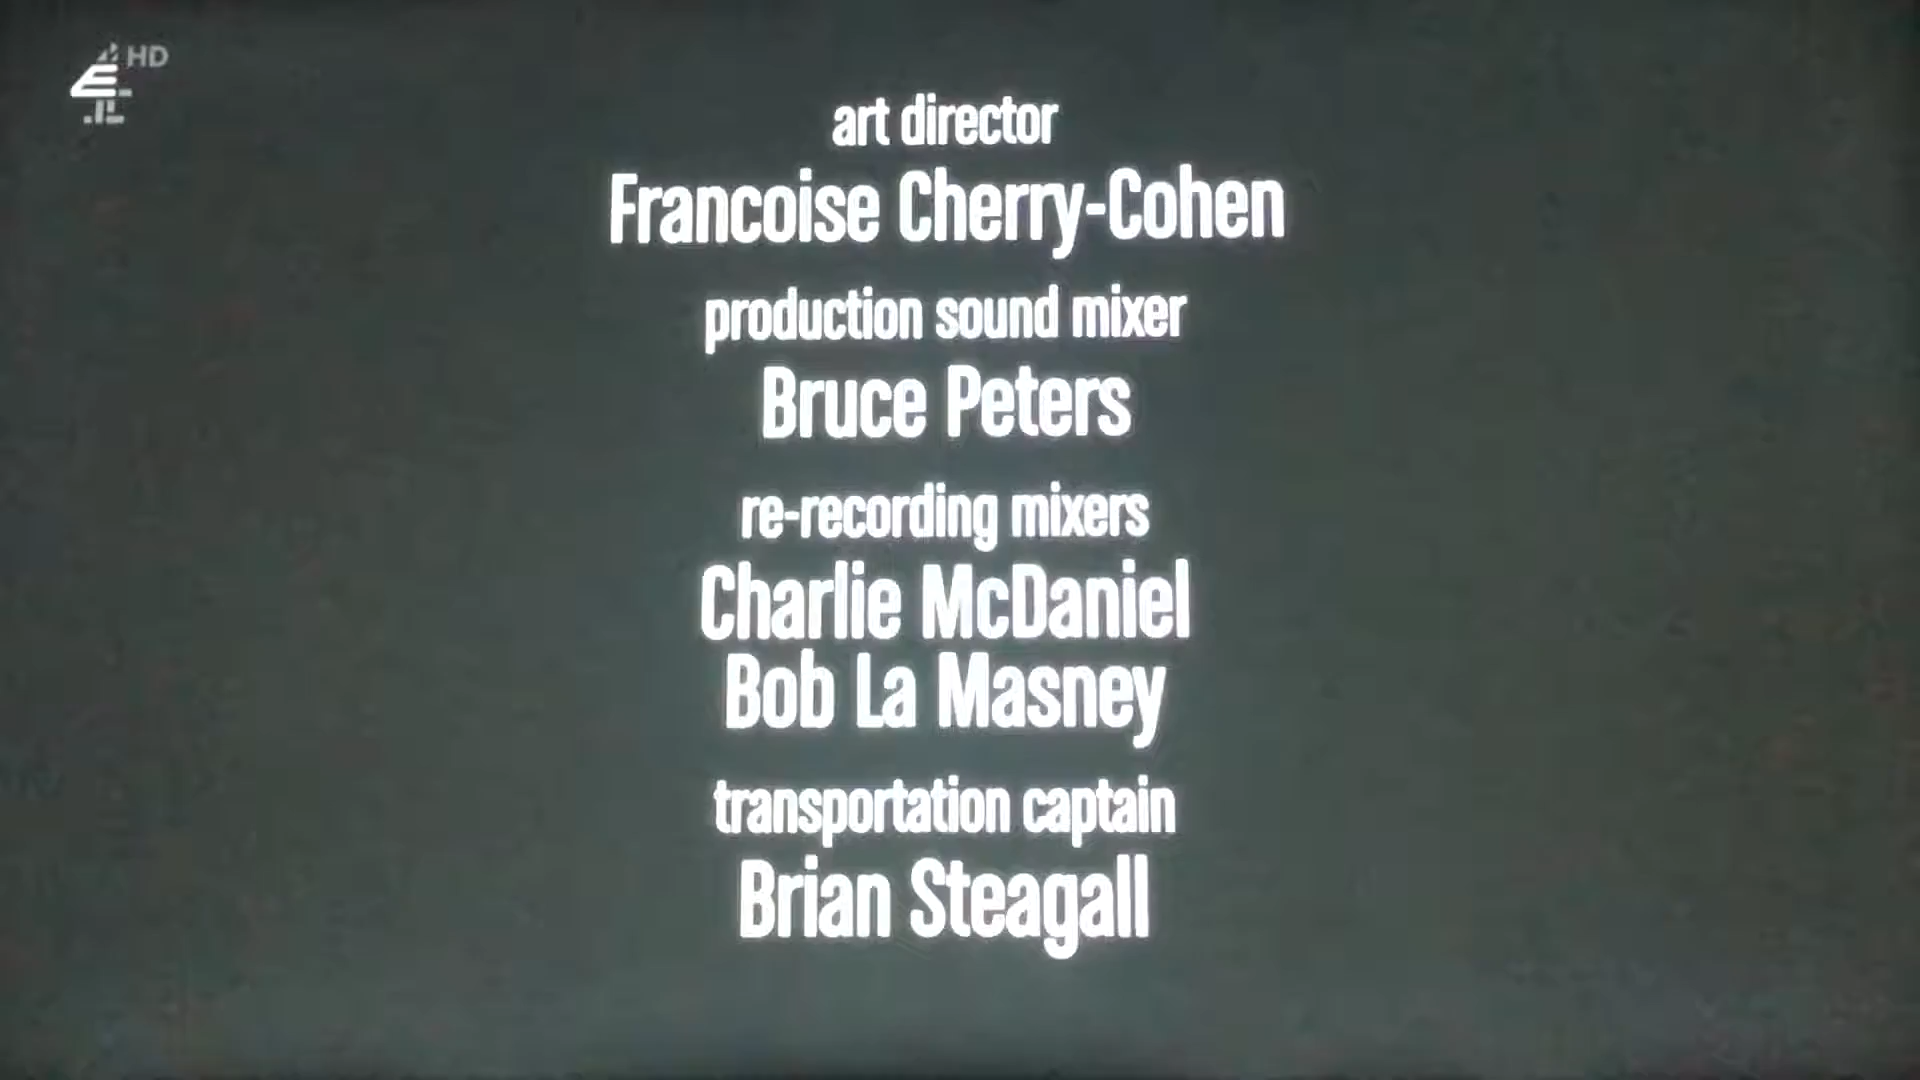 HD
art director
Francoise Cherry-Cohen
production sound mixer
Bruce Peters
re-recording mixers
Charlie McDaniel
Bob La Masney
transportation captain
Brian Steagall